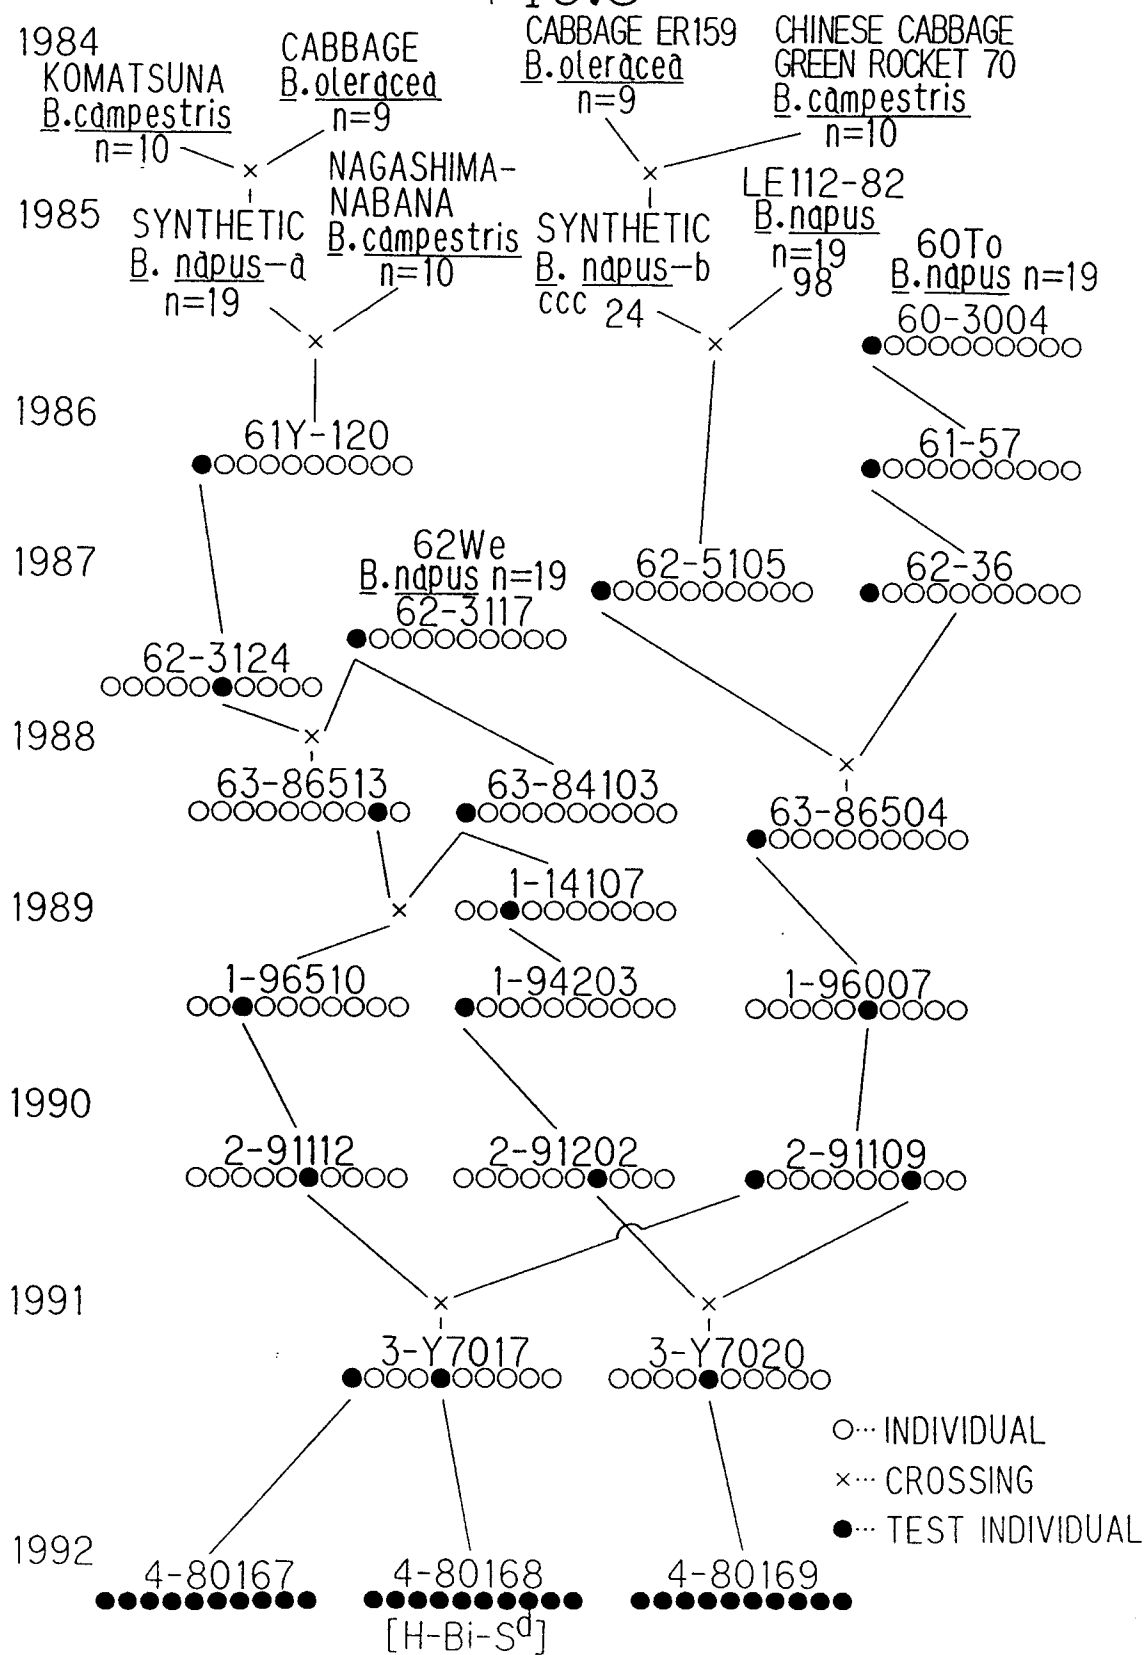 1984
KOMATSUNA
B.campestris
n=10
CABBAGE
B.oleracea
n=9
CABBAGE ER159
B.oleracea
n=9
CHINESE CABBAGE
GREEN ROCKET 70
B.campestris
n=10
×
×
1985
SYNTHETIC
B. napus-a
n=19
NAGASHIMA-
NABANA
B.campestris
n=10
SYNTHETIC
B. napus-b
CCC 24
LE112-82
B.napus
n=19
98
60To
B.napus n=19
60-3004
×
×
1986
61Y-120
61-57
1987
62We
B.napus n=19
62-3117
62-5105
62-36
62-3124
1988
×
×
63-86513
63-84103
63-86504
1989
×
1-14107
1-96510
1-94203
1-96007
1990
2-91112
2-91202
2-91109
1991
×
×
3-Y7017
3-Y7020
○… INDIVIDUAL
×… CROSSING
●… TEST INDIVIDUAL
1992
4-80167
4-80168
4-80169
[H-Bi-Sd]